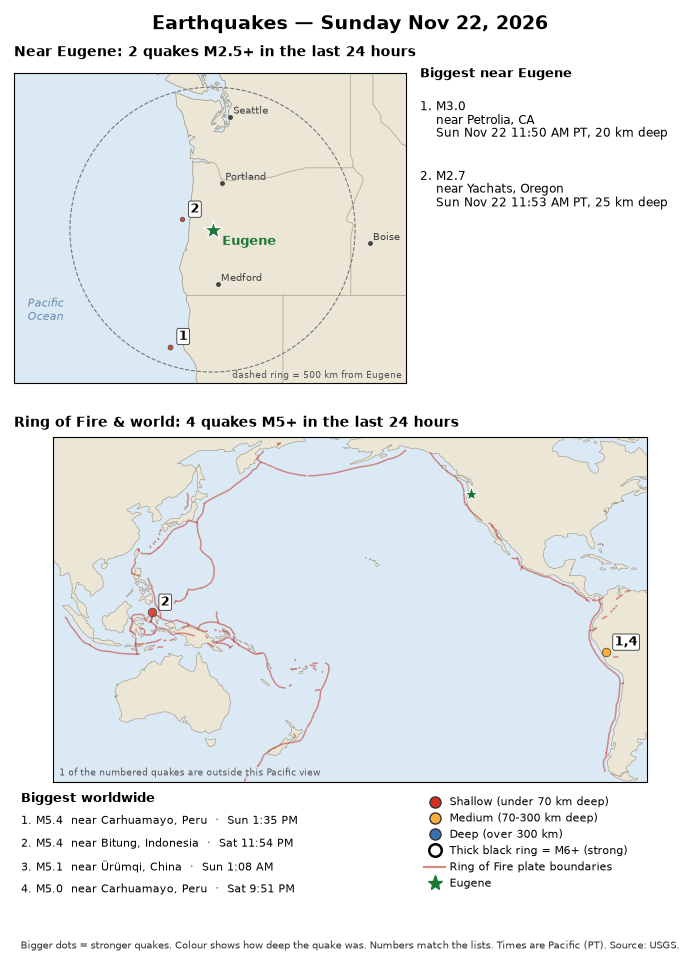 Earthquakes — Sunday Nov 22, 2026
Near Eugene: 2 quakes M2.5+ in the last 24 hours
Seattle
Portland
2
Eugene
Boise
Medford
Pacific
Ocean
1
dashed ring = 500 km from Eugene
Biggest near Eugene
1. M3.0
near Petrolia, CA
Sun Nov 22 11:50 AM PT, 20 km deep
2. M2.7
near Yachats, Oregon
Sun Nov 22 11:53 AM PT, 25 km deep
Ring of Fire & world: 4 quakes M5+ in the last 24 hours
2
1,4
1 of the numbered quakes are outside this Pacific view
Biggest worldwide
1. M5.4 near Carhuamayo, Peru · Sun 1:35 PM
2. M5.4 near Bitung, Indonesia · Sat 11:54 PM
3. M5.1 near Ürümqi, China · Sun 1:08 AM
4. M5.0 near Carhuamayo, Peru · Sat 9:51 PM
Shallow (under 70 km deep)
Medium (70-300 km deep)
Deep (over 300 km)
Thick black ring = M6+ (strong)
Ring of Fire plate boundaries
Eugene
Bigger dots = stronger quakes. Colour shows how deep the quake was. Numbers match the lists. Times are Pacific (PT). Source: USGS.